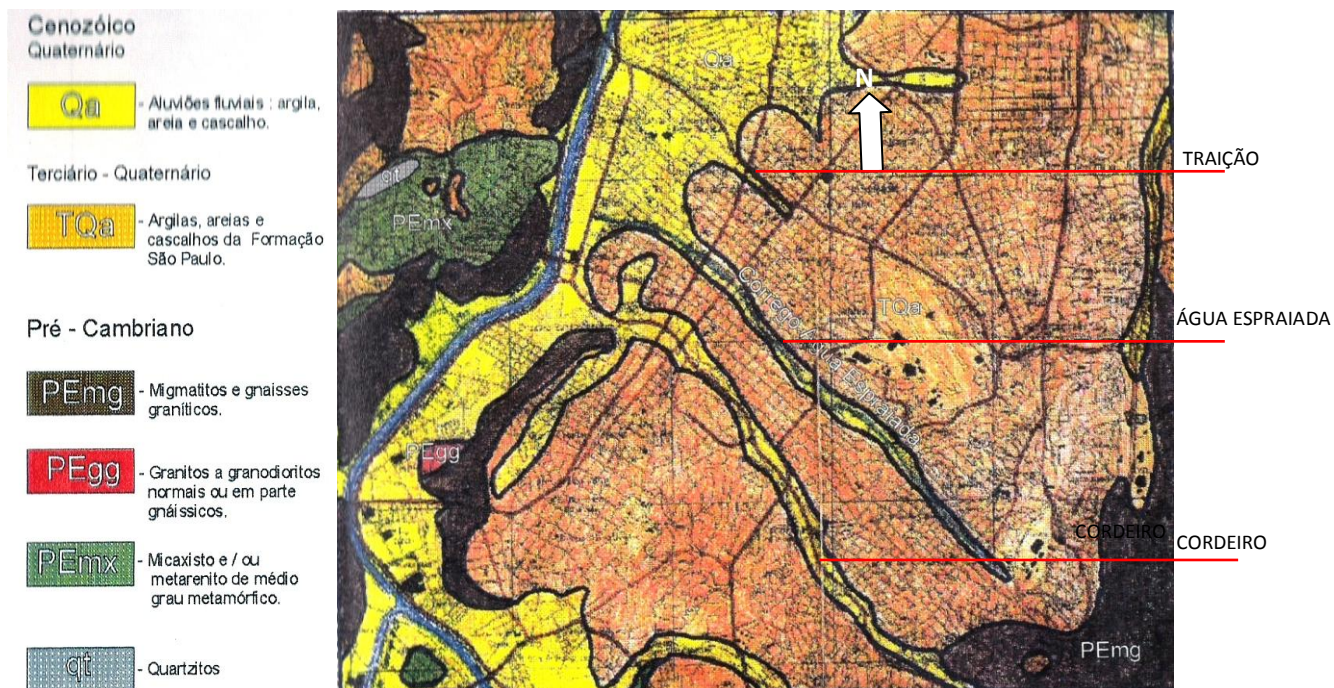 Cenozóico
Quaternário
Qa
- Aluviões fluviais : argila,
areia e cascalho.
Terciário - Quaternário
TQa
- Argilas, areias e
cascalhos da Formação
São Paulo.
Pré - Cambriano
PEmg
- Migmatitos e gnaisses
graníticos.
PEgg
- Granitos a granodioritos
normais ou em parte
gnáissicos.
PEmx
- Micaxisto e / ou
metarenito de médio
grau metamórfico.
qt
- Quartzitos
Qa
N
qt
PEmx
TRAIÇÃO
Córrego Água Espraiada
TQa
ÁGUA ESPRAIADA
PEgg
CORDEIRO
CORDEIRO
PEmg